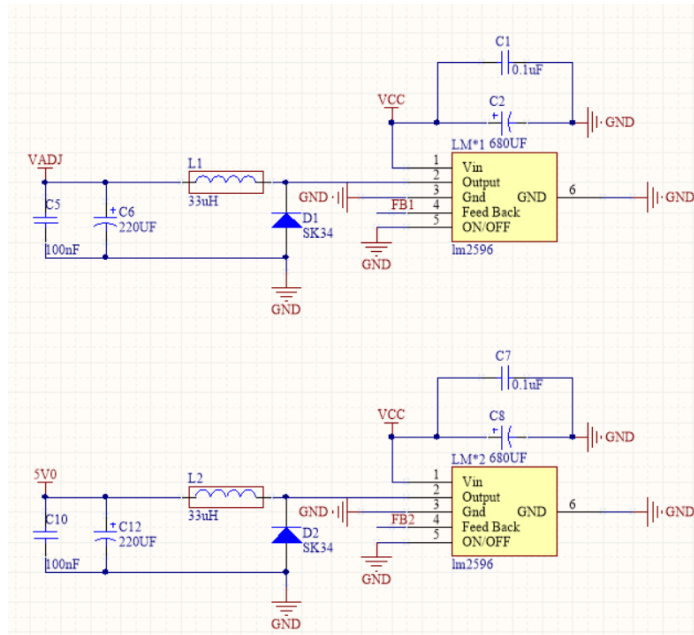 C1
0.1uF
VCC
C2
680UF
GND
LM*1
VADJ
L1
33uH
C5
100nF
C6
220UF
D1
SK34
GND
GND
FB1
GND
1 Vin
2 Output
3 Gnd GND 6
4 Feed Back
5 ON/OFF
lm2596
GND
C7
0.1uF
VCC
C8
680UF
GND
LM*2
5V0
L2
33uH
C10
100nF
C12
220UF
D2
SK34
GND
GND
FB2
GND
1 Vin
2 Output
3 Gnd GND 6
4 Feed Back
5 ON/OFF
lm2596
GND